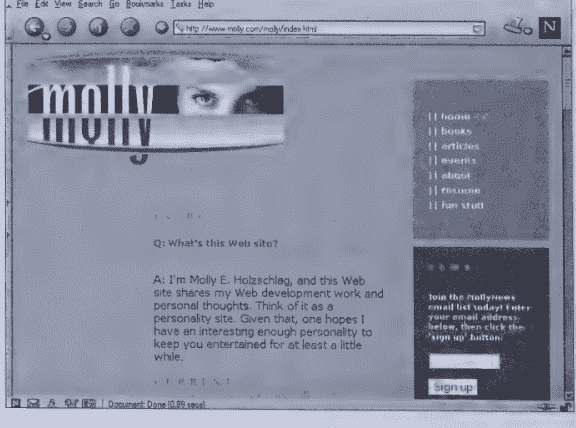 File Edit View Search Go Bookmarks Tasks Help
http://www.molly.com/molly/index.html
N
molly
|| home
|| books
|| articles
|| events
|| about
|| resume
|| fun stuff
Q: What's this Web site?
A: I'm Molly E. Holzschlag, and this Web
site shares my Web development work and
personal thoughts. Think of it as a
personality site. Given that, one hopes I
have an interesting enough personality to
keep you entertained for at least a little
while.
Join the MollyNews
email list today! Enter
your email address
below, then click the
"sign up" button.
Sign up
Document: Done (0.99 secs)